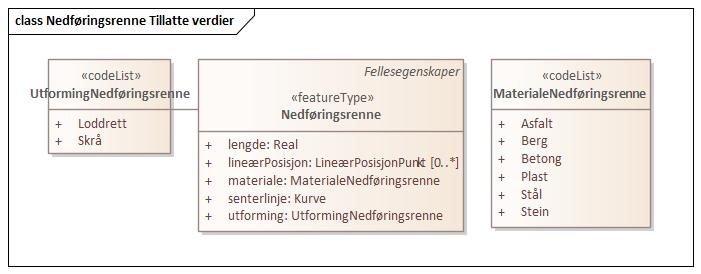 class Nedføringsrenne Tillatte verdier
«codeList»
UtformingNedføringsrenne
+ Loddrett
+ Skrå
Fellesegenskaper
«featureType»
Nedføringsrenne
+ lengde: Real
+ lineærPosisjon: LineærPosisjonPunkt [0..*]
+ materiale: MaterialeNedføringsrenne
+ senterlinje: Kurve
+ utforming: UtformingNedføringsrenne
«codeList»
MaterialeNedføringsrenne
+ Asfalt
+ Berg
+ Betong
+ Plast
+ Stål
+ Stein